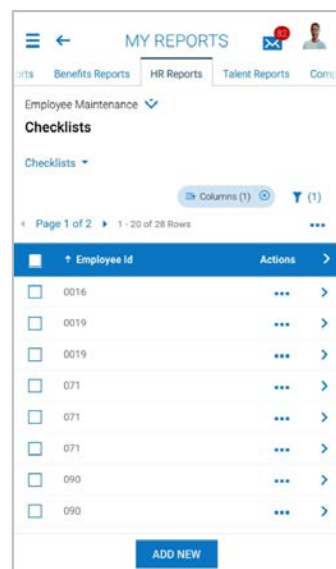 MY REPORTS 82
orts Benefits Reports HR Reports Talent Reports Com
Employee Maintenance
Checklists
Checklists
Columns (1) (1)
Page 1 of 2 1 - 20 of 28 Rows
Employee Id Actions
0016
0019
0019
071
071
071
090
090
ADD NEW